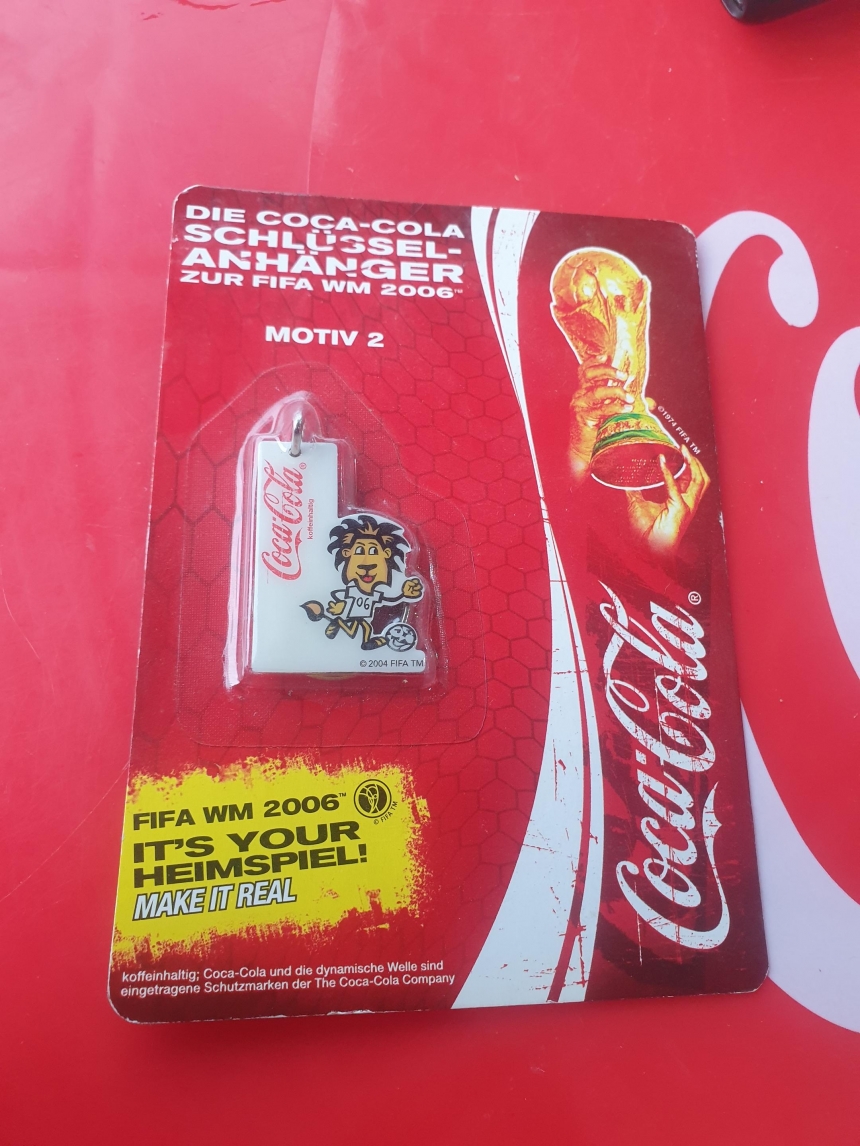 DIE COCA-COLA
SCHLÜSSEL-
ANHÄNGER
ZUR FIFA WM 2006™
MOTIV 2
©1974 FIFA TM
Coca-Cola®
koffeinhaltig
06
© 2004 FIFA TM
Coca-Cola®
FIFA WM 2006™
© FIFA TM
IT'S YOUR
HEIMSPIEL!
MAKE IT REAL
koffeinhaltig; Coca-Cola und die dynamische Welle sind
eingetragene Schutzmarken der The Coca-Cola Company